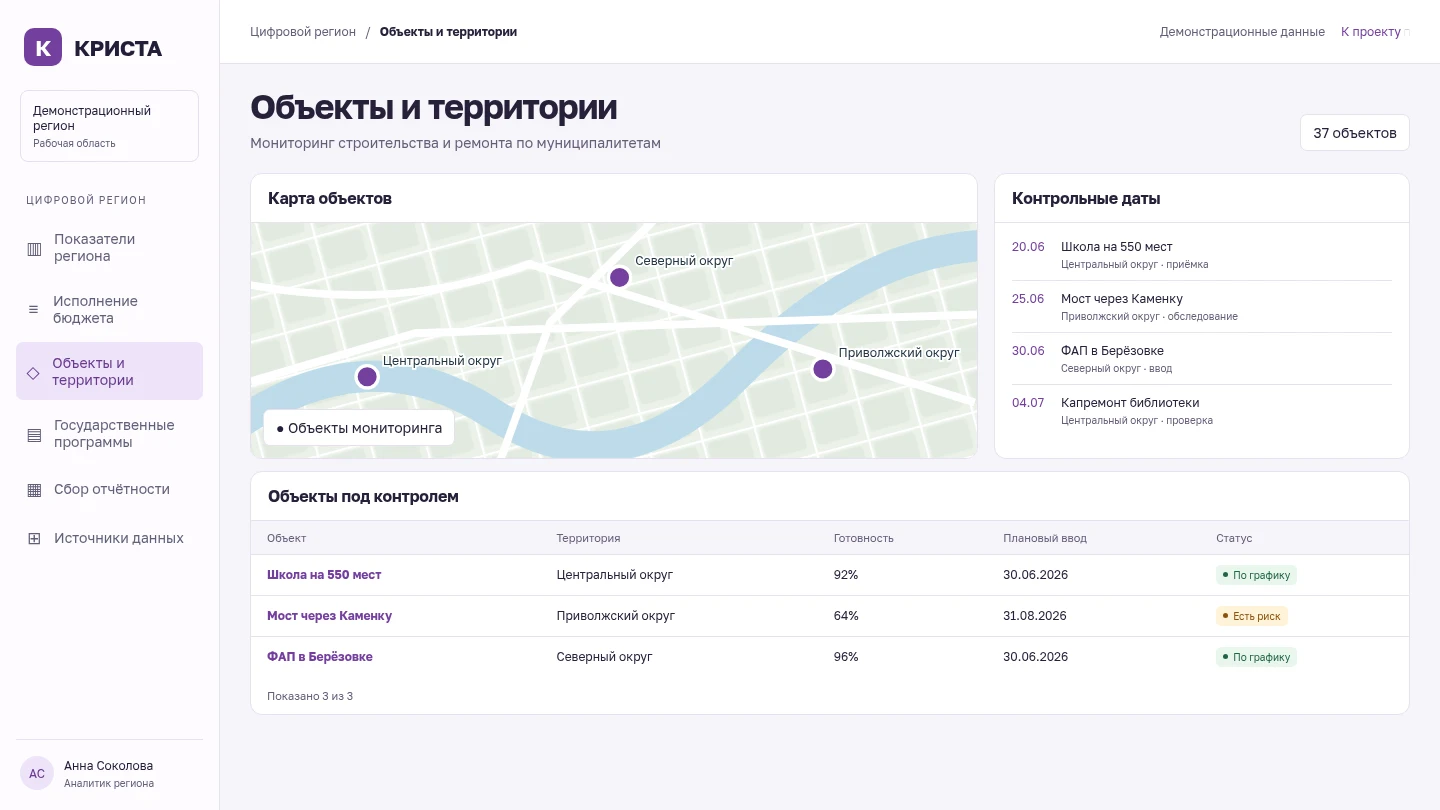 К КРИСТА
Демонстрационный
регион
Рабочая область
ЦИФРОВОЙ РЕГИОН
Показатели
региона
Исполнение
бюджета
Объекты и
территории
Государственные
программы
Сбор отчётности
Источники данных
АС
Анна Соколова
Аналитик региона
Цифровой регион / Объекты и территории
Демонстрационные данные К проекту
Объекты и территории
Мониторинг строительства и ремонта по муниципалитетам
37 объектов
Карта объектов
Северный округ
Центральный округ
Приволжский округ
● Объекты мониторинга
Контрольные даты
20.06 Школа на 550 мест
Центральный округ · приёмка
25.06 Мост через Каменку
Приволжский округ · обследование
30.06 ФАП в Берёзовке
Северный округ · ввод
04.07 Капремонт библиотеки
Центральный округ · проверка
Объекты под контролем
Объект Территория Готовность Плановый ввод Статус
Школа на 550 мест Центральный округ 92% 30.06.2026 По графику
Мост через Каменку Приволжский округ 64% 31.08.2026 Есть риск
ФАП в Берёзовке Северный округ 96% 30.06.2026 По графику
Показано 3 из 3